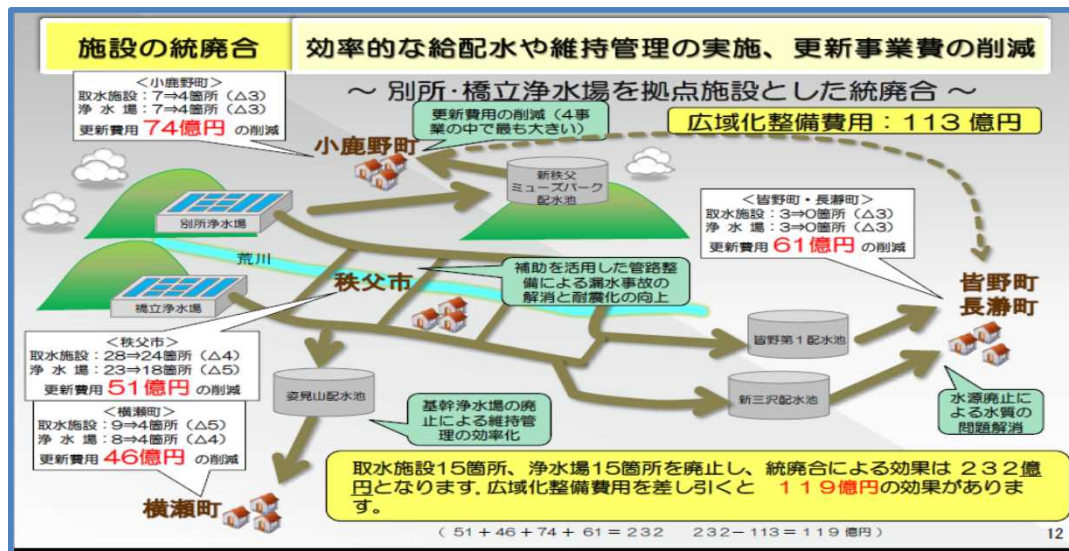 施設の統廃合
効率的な給配水や維持管理の実施、更新事業費の削減
～ 別所・橋立浄水場を拠点施設とした統廃合 ～
＜小鹿野町＞
取水施設：7⇒4箇所（△3）
浄 水 場：7⇒4箇所（△3）
更新費用 74億円 の削減
更新費用の削減（4事
業の中で最も大きい）
広域化整備費用：113 億円
小鹿野町
新秩父
ミューズパーク
配水池
別所浄水場
＜皆野町・長瀞町＞
取水施設：3⇒0箇所（△3）
浄 水 場：3⇒0箇所（△3）
更新費用 61億円 の削減
荒川
秩父市
補助を活用した管路整
備による漏水事故の
解消と耐震化の向上
皆野町
長瀞町
橋立浄水場
皆野第１配水池
＜秩父市＞
取水施設：28⇒24箇所（△4）
浄 水 場：23⇒18箇所（△5）
更新費用 51億円 の削減
姿見山配水池
基幹浄水場の廃
止による維持管
理の効率化
新三沢配水池
水源廃止に
よる水質の
問題解消
＜横瀬町＞
取水施設：9⇒4箇所（△5）
浄 水 場：8⇒4箇所（△4）
更新費用 46億円 の削減
横瀬町
取水施設15箇所、浄水場15箇所を廃止し、統廃合による効果は ２３２億
円となります．広域化整備費用を差し引くと １１９億円の効果がありま
す。
（ 51＋46＋74＋ 61＝232 232－113＝119 億円 ）
12